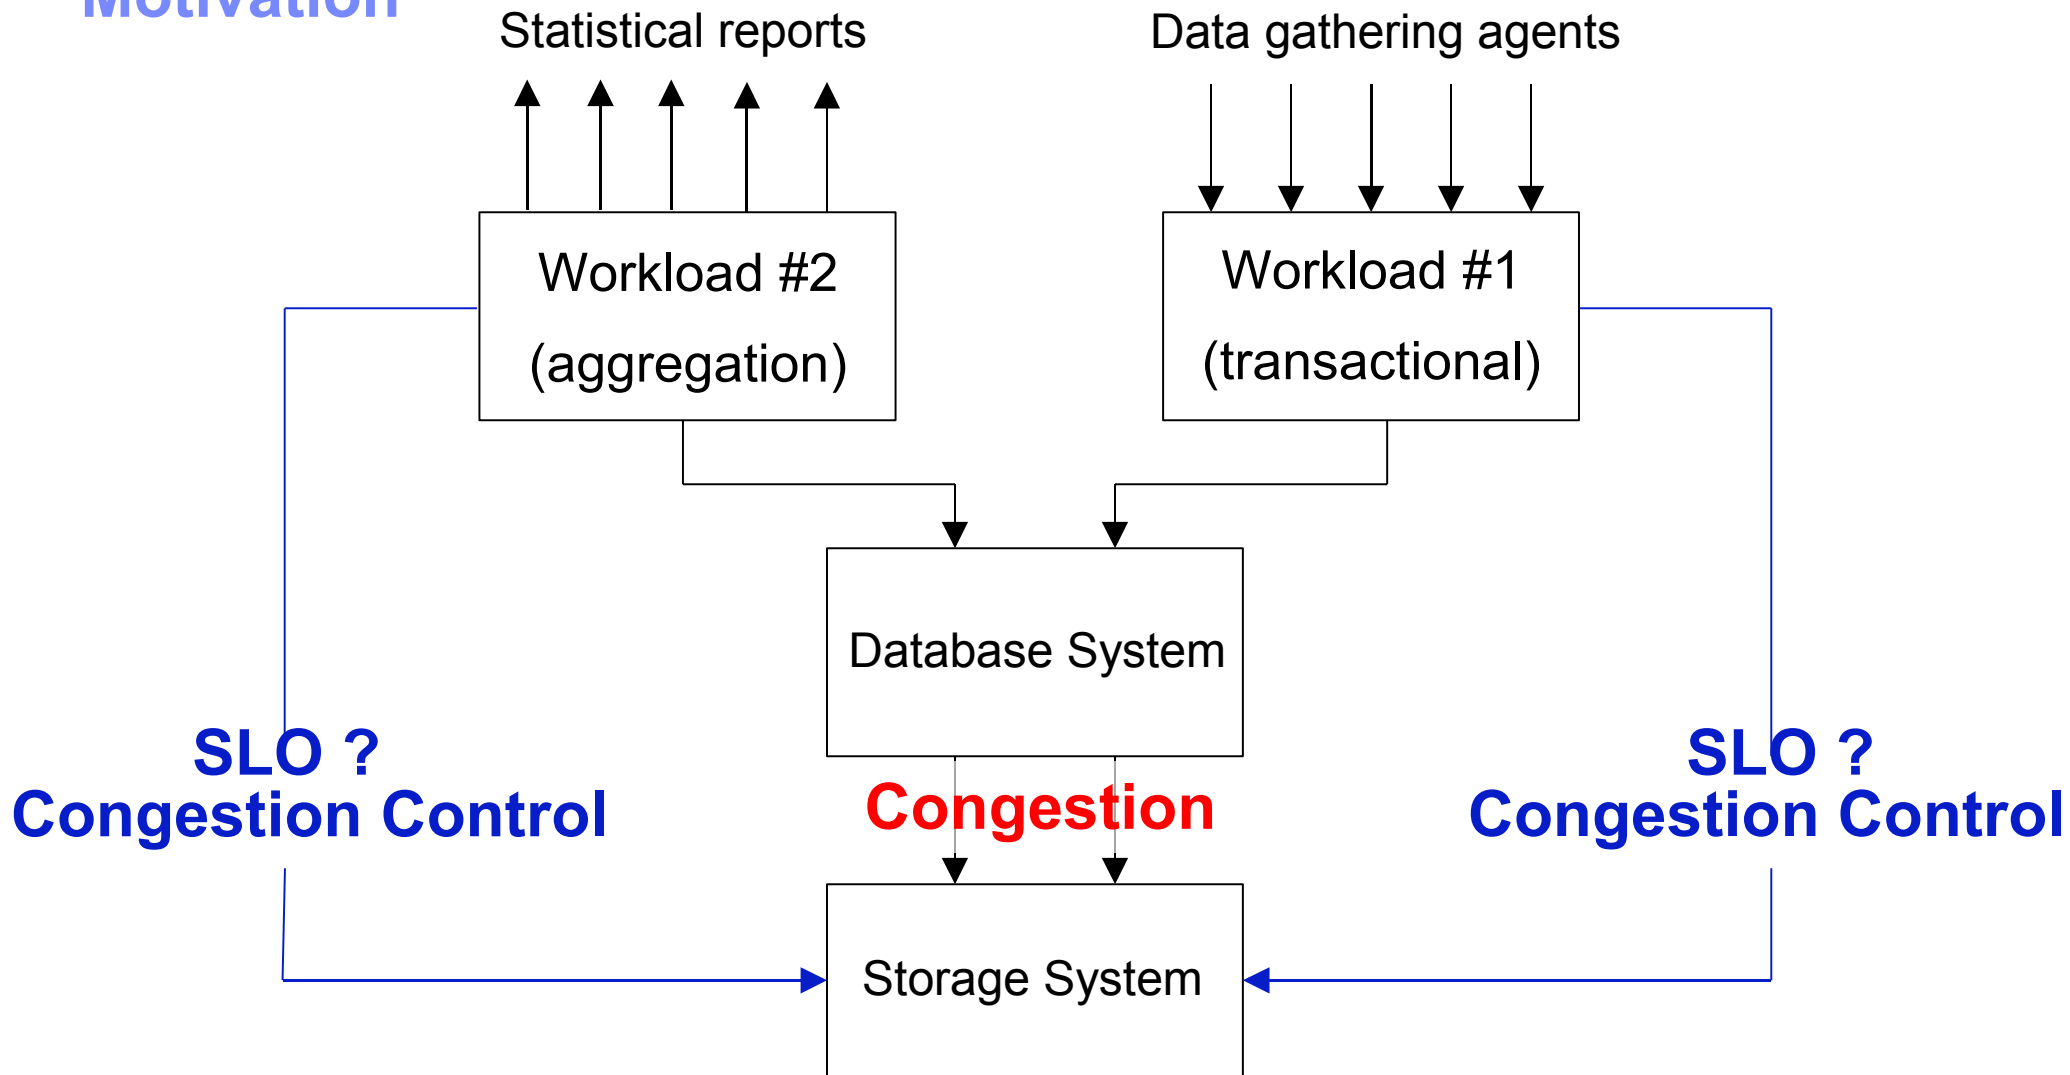 Motivation
Statistical reports
Data gathering agents
Workload #2
(aggregation)
Workload #1
(transactional)
Database System
SLO ?
Congestion Control
Congestion
SLO ?
Congestion Control
Storage System